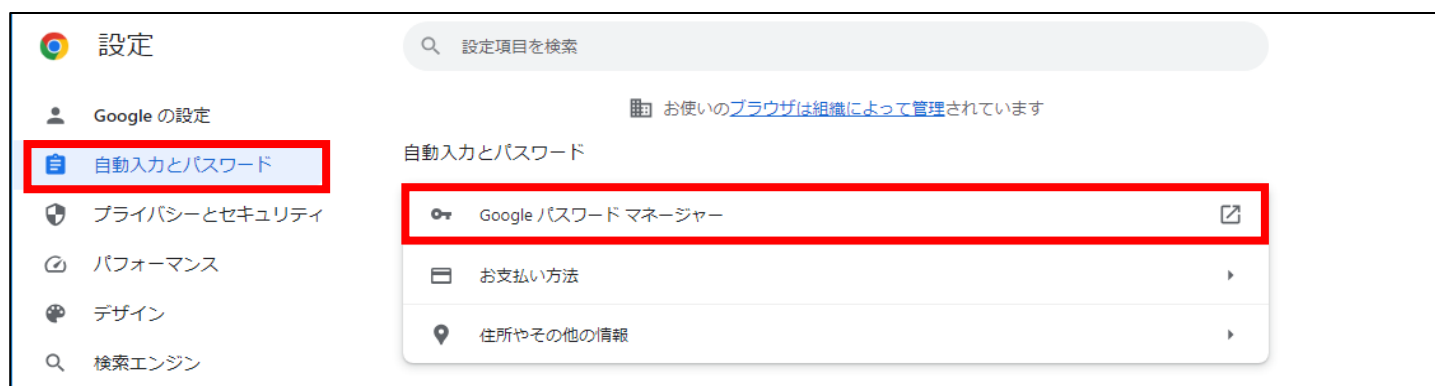 設定
設定項目を検索
Google の設定
自動入力とパスワード
プライバシーとセキュリティ
パフォーマンス
デザイン
検索エンジン
お使いのブラウザは組織によって管理されています
自動入力とパスワード
Google パスワード マネージャー
お支払い方法
住所やその他の情報